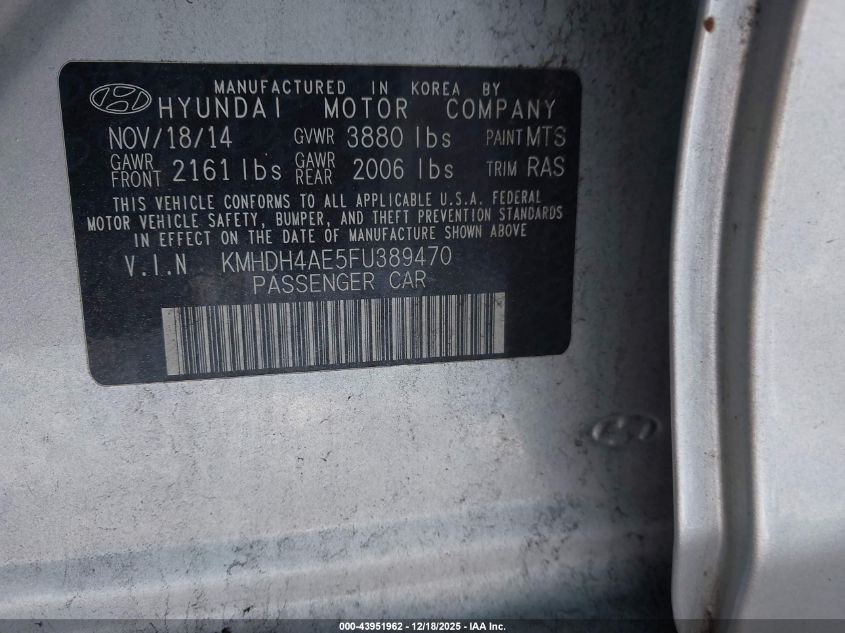 MANUFACTURED IN KOREA BY
HYUNDAI MOTOR COMPANY
NOV/18/14 GVWR 3880 lbs PAINT MTS
GAWR FRONT 2161 lbs GAWR REAR 2006 lbs TRIM RAS
THIS VEHICLE CONFORMS TO ALL APPLICABLE U.S.A. FEDERAL
MOTOR VEHICLE SAFETY, BUMPER, AND THEFT PREVENTION STANDARDS
IN EFFECT ON THE DATE OF MANUFACTURE SHOWN ABOVE
V.I.N KMHDH4AE5FU389470
PASSENGER CAR
000-43951962 - 12/18/2025 - IAA Inc.